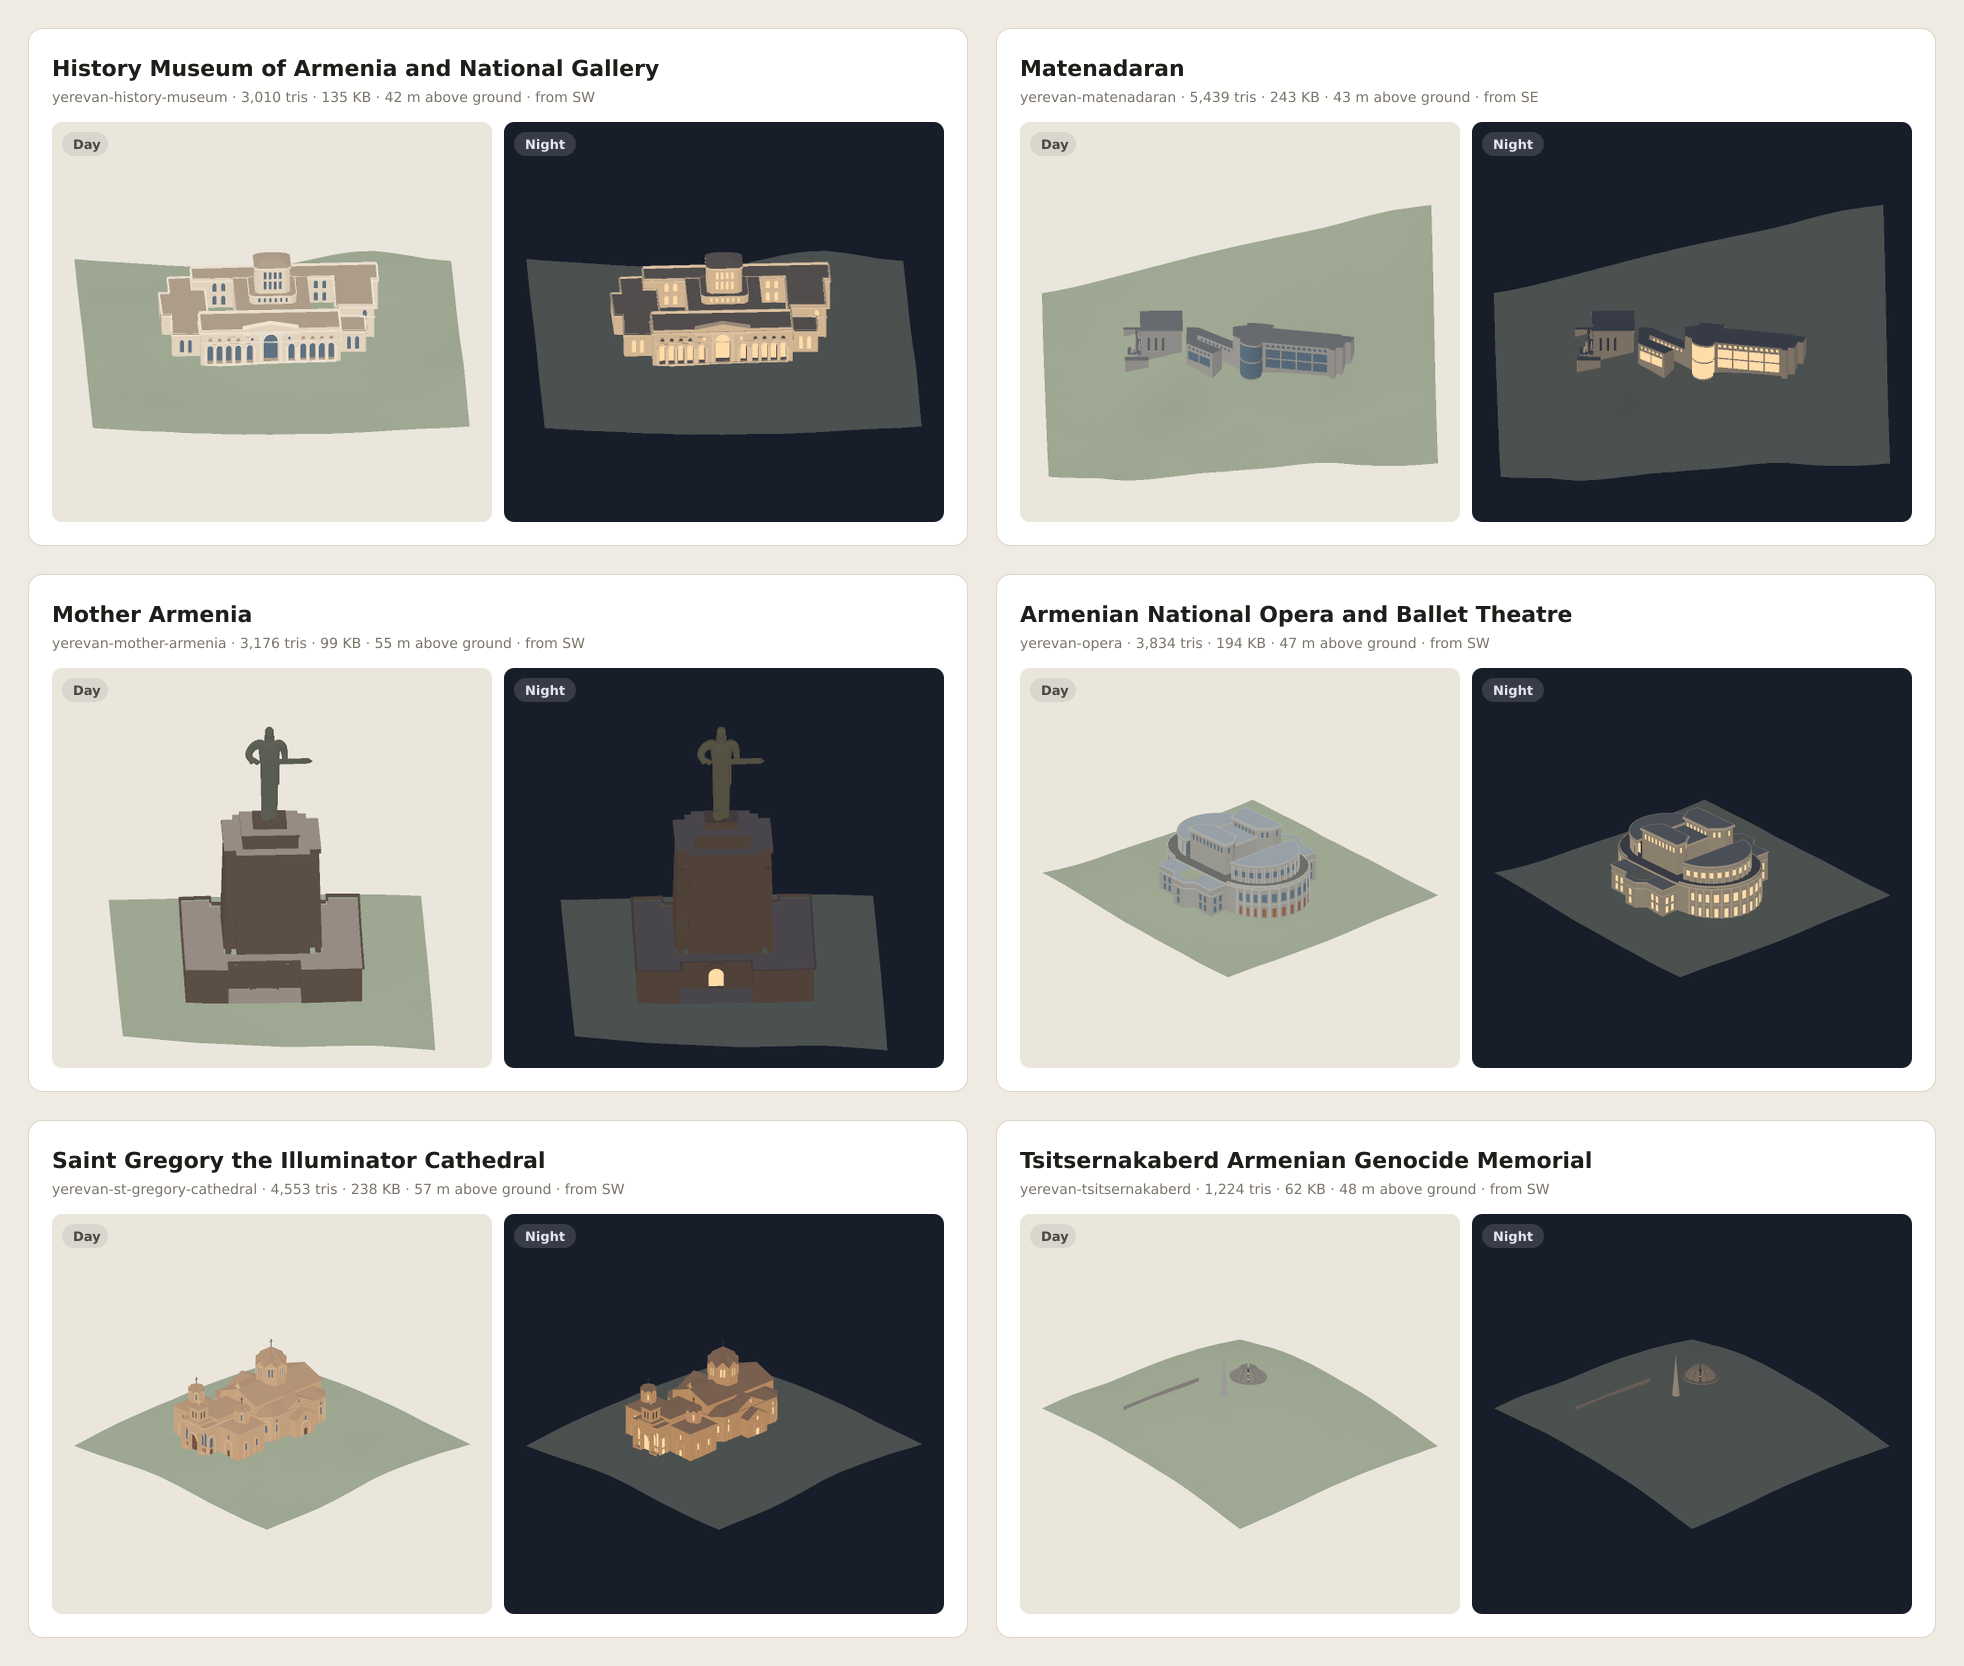 History Museum of Armenia and National Gallery
yerevan-history-museum · 3,010 tris · 135 KB · 42 m above ground · from SW
Day
Night
Matenadaran
yerevan-matenadaran · 5,439 tris · 243 KB · 43 m above ground · from SE
Day
Night
Mother Armenia
yerevan-mother-armenia · 3,176 tris · 99 KB · 55 m above ground · from SW
Day
Night
Armenian National Opera and Ballet Theatre
yerevan-opera · 3,834 tris · 194 KB · 47 m above ground · from SW
Day
Night
Saint Gregory the Illuminator Cathedral
yerevan-st-gregory-cathedral · 4,553 tris · 238 KB · 57 m above ground · from SW
Day
Night
Tsitsernakaberd Armenian Genocide Memorial
yerevan-tsitsernakaberd · 1,224 tris · 62 KB · 48 m above ground · from SW
Day
Night